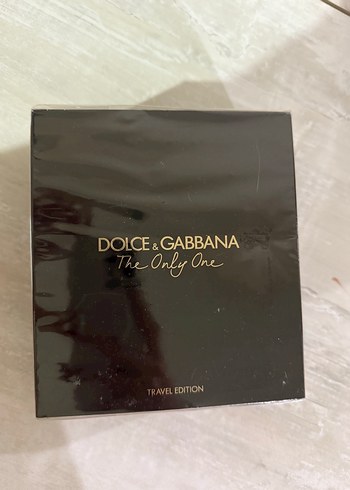 DOLCE & GABBANA
The Only One
TRAVEL EDITION